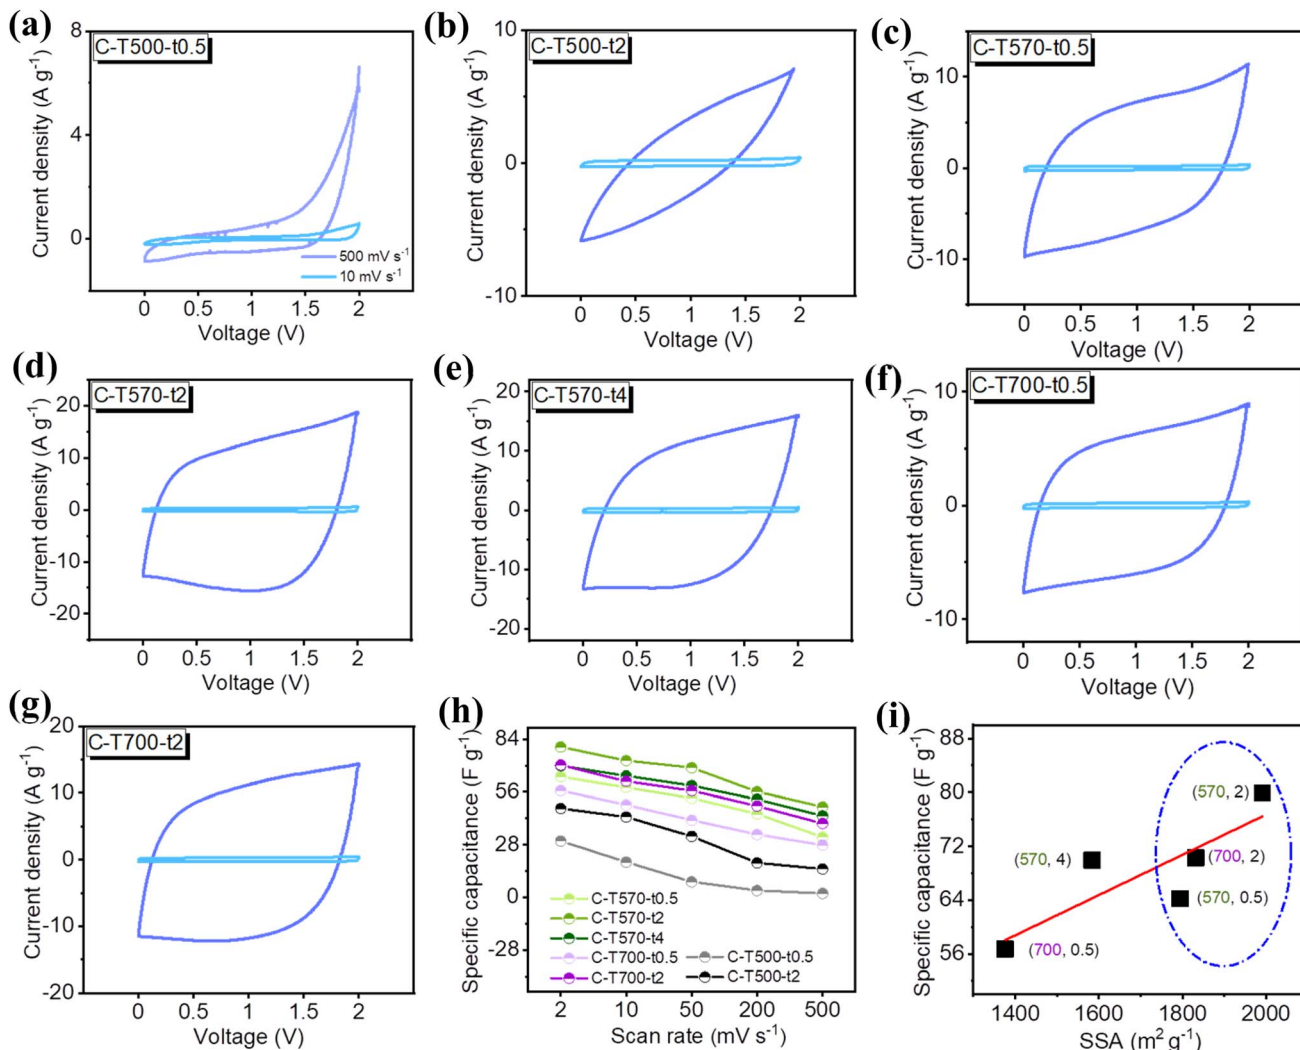 (a)
C-T500-t0.5
Current density (A g⁻¹)
8
4
0
500 mV s⁻¹
10 mV s⁻¹
0 0.5 1 1.5 2
Voltage (V)
(b)
C-T500-t2
Current density (A g⁻¹)
10
0
-10
0 0.5 1 1.5 2
Voltage (V)
(c)
C-T570-t0.5
Current density (A g⁻¹)
10
0
-10
0 0.5 1 1.5 2
Voltage (V)
(d)
C-T570-t2
Current density (A g⁻¹)
20
10
0
-10
-20
0 0.5 1 1.5 2
Voltage (V)
(e)
C-T570-t4
Current density (A g⁻¹)
20
10
0
-10
-20
0 0.5 1 1.5 2
Voltage (V)
(f)
C-T700-t0.5
Current density (A g⁻¹)
10
0
-10
0 0.5 1 1.5 2
Voltage (V)
(g)
C-T700-t2
Current density (A g⁻¹)
20
10
0
-10
-20
0 0.5 1 1.5 2
Voltage (V)
(h)
Specific capacitance (F g⁻¹)
84
56
28
0
-28
C-T570-t0.5
C-T570-t2
C-T570-t4
C-T700-t0.5 C-T500-t0.5
C-T700-t2 C-T500-t2
2 10 50 200 500
Scan rate (mV s⁻¹)
(i)
Specific capacitance (F g⁻¹)
88
80
72
64
56
(570, 2)
(570, 4)
(700, 2)
(570, 0.5)
(700, 0.5)
1400 1600 1800 2000
SSA (m² g⁻¹)